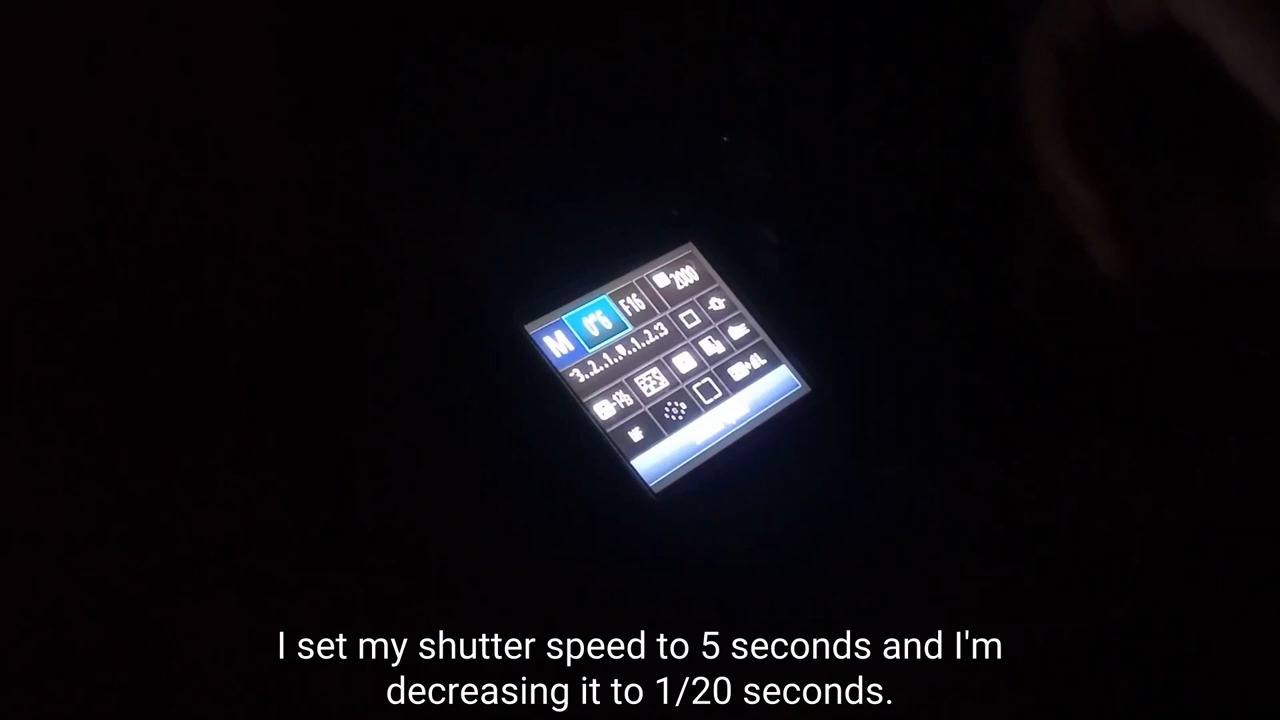 M 0"6 F16 2000
-3..2..1..0..1..2.:3
I set my shutter speed to 5 seconds and I'm
decreasing it to 1/20 seconds.